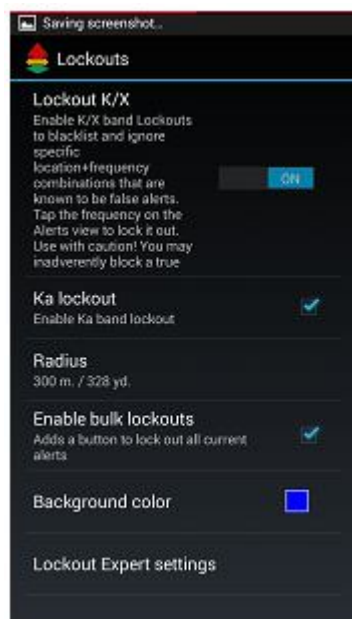 Saving screenshot...
Lockouts
Lockout K/X
Enable K/X band Lockouts
to blacklist and ignore
specific
location+frequency
combinations that are
known to be false alerts.
Tap the frequency on the
Alerts view to lock it out.
Use with caution! You may
inadverently block a true
ON
Ka lockout
Enable Ka band lockout
Radius
300 m. / 328 yd.
Enable bulk lockouts
Adds a button to lock out all current
alerts
Background color
Lockout Expert settings